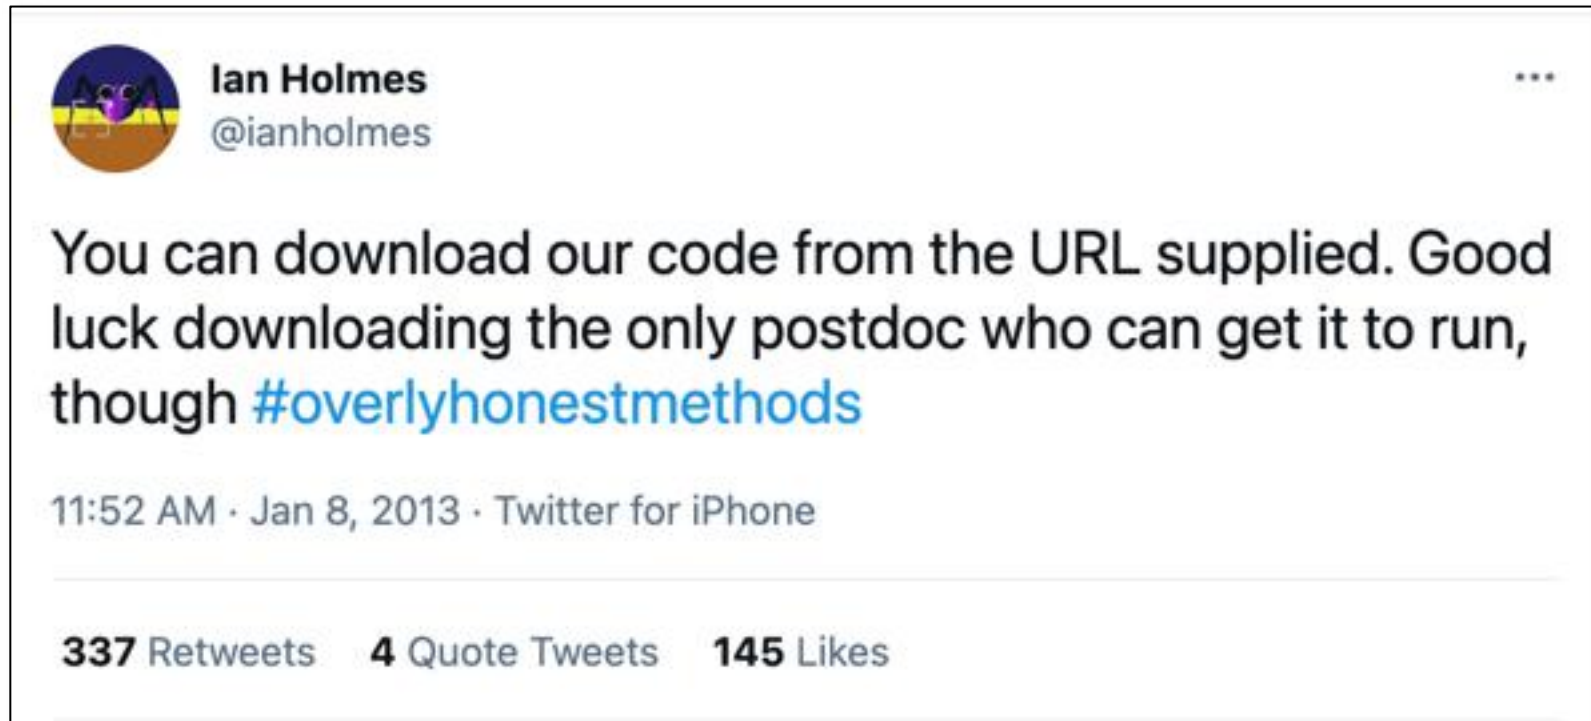 Ian Holmes
@ianholmes
You can download our code from the URL supplied. Good
luck downloading the only postdoc who can get it to run,
though #overlyhonestmethods
11:52 AM · Jan 8, 2013 · Twitter for iPhone
337 Retweets 4 Quote Tweets 145 Likes